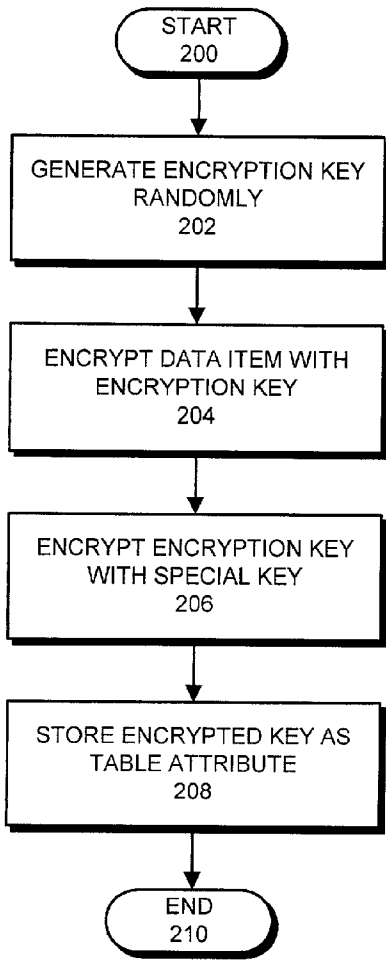 START
200
GENERATE ENCRYPTION KEY
RANDOMLY
202
ENCRYPT DATA ITEM WITH
ENCRYPTION KEY
204
ENCRYPT ENCRYPTION KEY
WITH SPECIAL KEY
206
STORE ENCRYPTED KEY AS
TABLE ATTRIBUTE
208
END
210